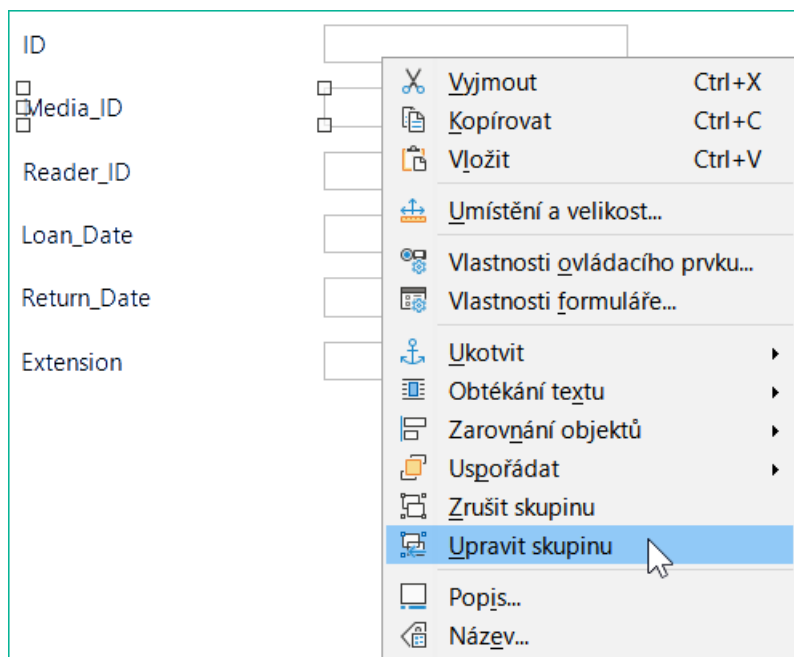 ID
Media_ID
Reader_ID
Loan_Date
Return_Date
Extension
Vyjmout Ctrl+X
Kopírovat Ctrl+C
Vložit Ctrl+V
Umístění a velikost...
Vlastnosti ovládacího prvku...
Vlastnosti formuláře...
Ukotvit
Obtékání textu
Zarovnání objektů
Uspořádat
Zrušit skupinu
Upravit skupinu
Popis...
Název...